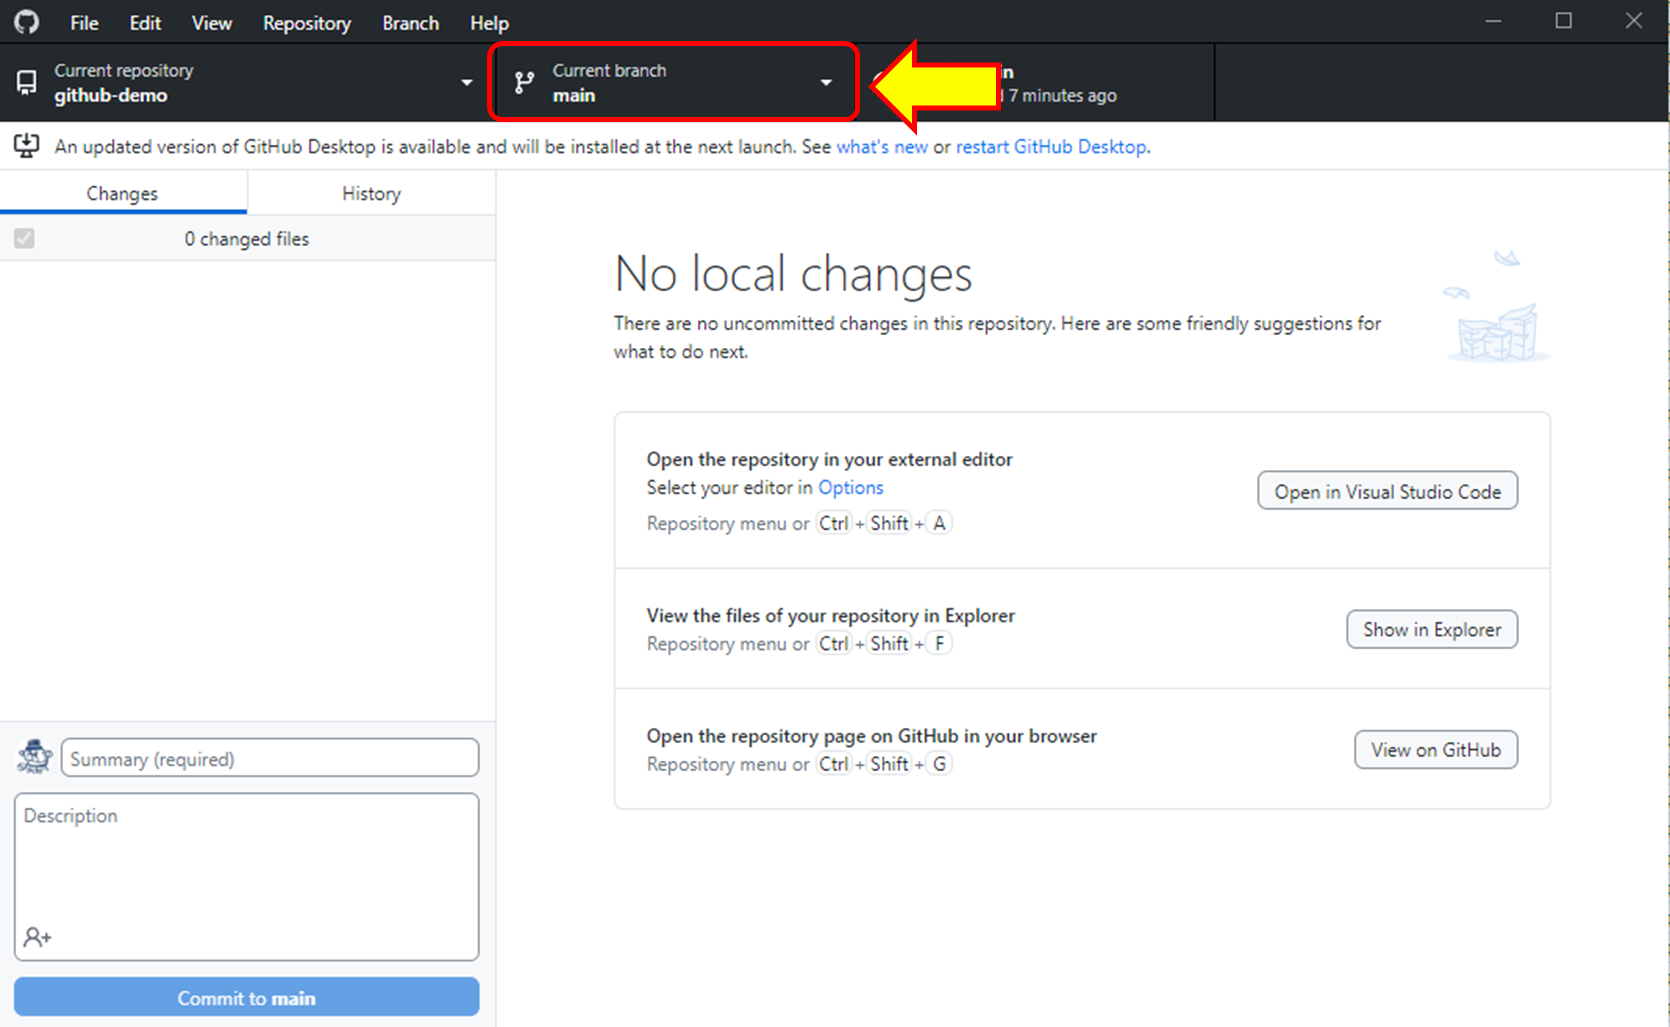 File Edit View Repository Branch Help
Current repository
github-demo
Current branch
main
7 minutes ago
An updated version of GitHub Desktop is available and will be installed at the next launch. See what's new or restart GitHub Desktop.
Changes
History
0 changed files
No local changes
There are no uncommitted changes in this repository. Here are some friendly suggestions for
what to do next.
Open the repository in your external editor
Select your editor in Options
Repository menu or Ctrl + Shift + A
Open in Visual Studio Code
View the files of your repository in Explorer
Repository menu or Ctrl + Shift + F
Show in Explorer
Open the repository page on GitHub in your browser
Repository menu or Ctrl + Shift + G
View on GitHub
Summary (required)
Description
Commit to main